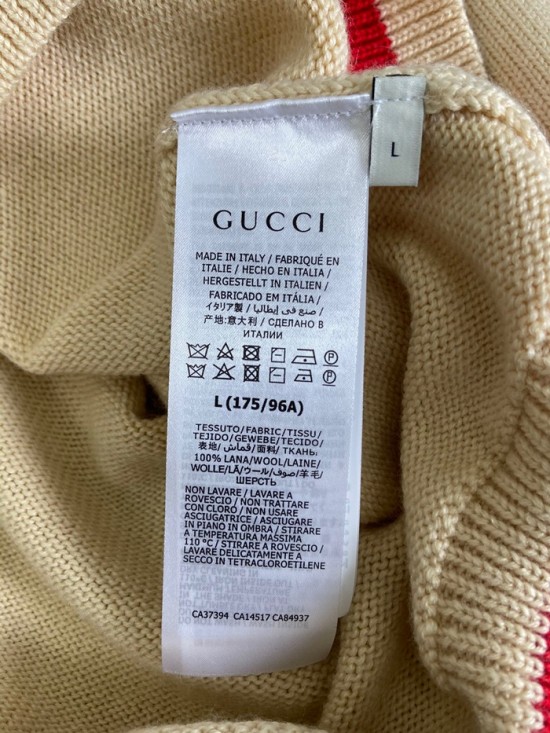 L
GUCCI
MADE IN ITALY / FABRIQUÉ EN
ITALIE / HECHO EN ITALIA /
HERGESTELLT IN ITALIEN /
FABRICADO EM ITÁLIA /
イタリア製 / صنع في إيطاليا /
产地:意大利 / СДЕЛАНО В
ИТАЛИИ
L (175/96A)
TESSUTO/FABRIC/TISSU/
TEJIDO/GEWEBE/TECIDO/
表地/قماش/面料/ТКАНЬ:
100% LANA/WOOL/LAINE/
WOLLE/LÃ/ウール/صوف/羊毛/
ШЕРСТЬ
NON LAVARE / LAVARE A
ROVESCIO / NON TRATTARE
CON CLORO / NON USARE
ASCIUGATRICE / ASCIUGARE
IN PIANO IN OMBRA / STIRARE
A TEMPERATURA MASSIMA
110 °C / STIRARE A ROVESCIO /
LAVARE DELICATAMENTE A
SECCO IN TETRACLOROETILENE
CA37394 CA14517 CA84937